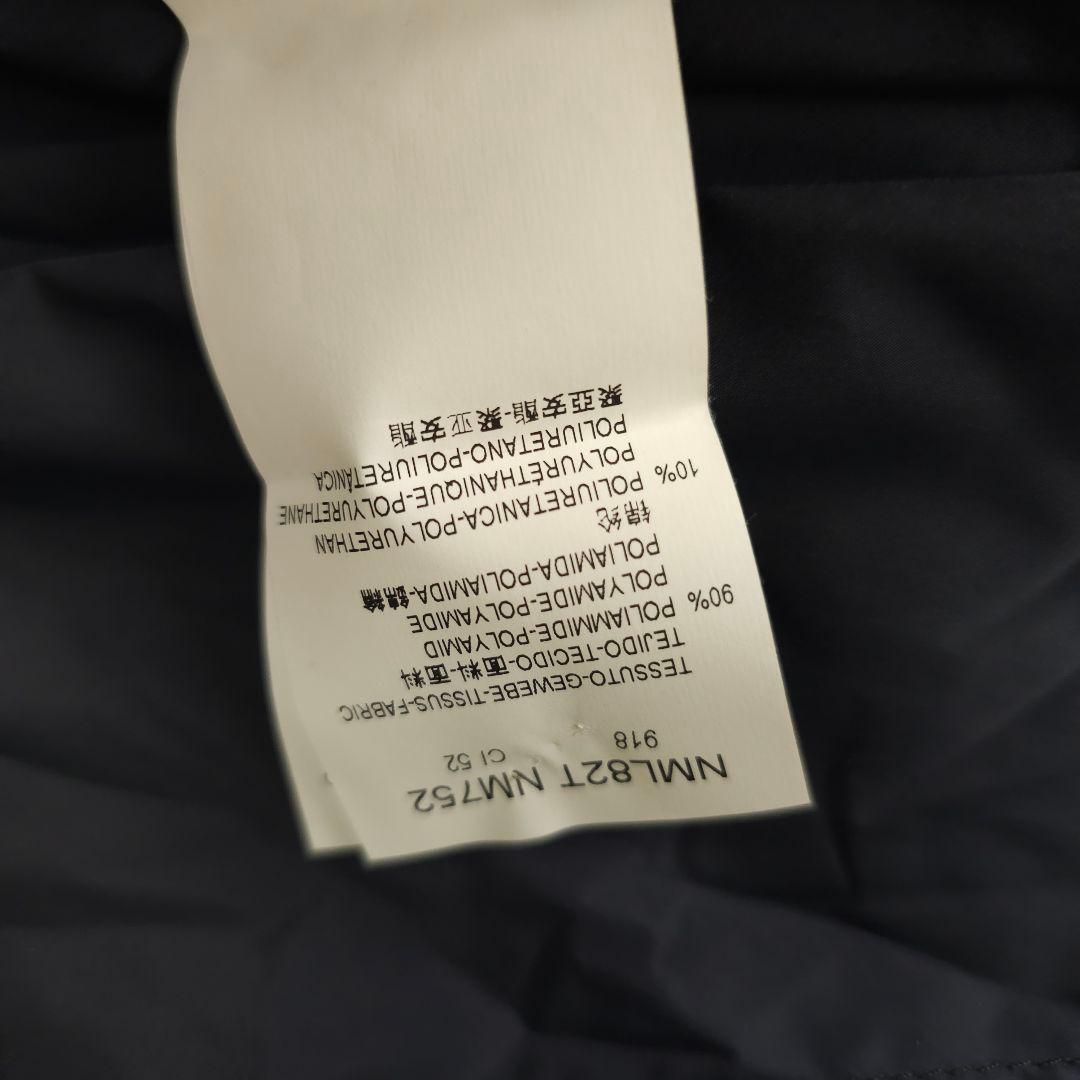 NML82T NM752
918 CI 52
TESSUTO-GEWEBE-TISSUS-FABRIC
TEJIDO-TECIDO-面料-面料
90% POLIAMMIDE-POLYAMID
POLYAMIDE-POLYAMIDE
POLIAMIDA-POLIAMIDA-錦綸
锦纶
10% POLIURETANICA-POLYURETHAN
POLYURÉTHANIQUE-POLYURETHANE
POLIURETANO-POLIURETÂNICA
聚亞安酯-聚亚安酯